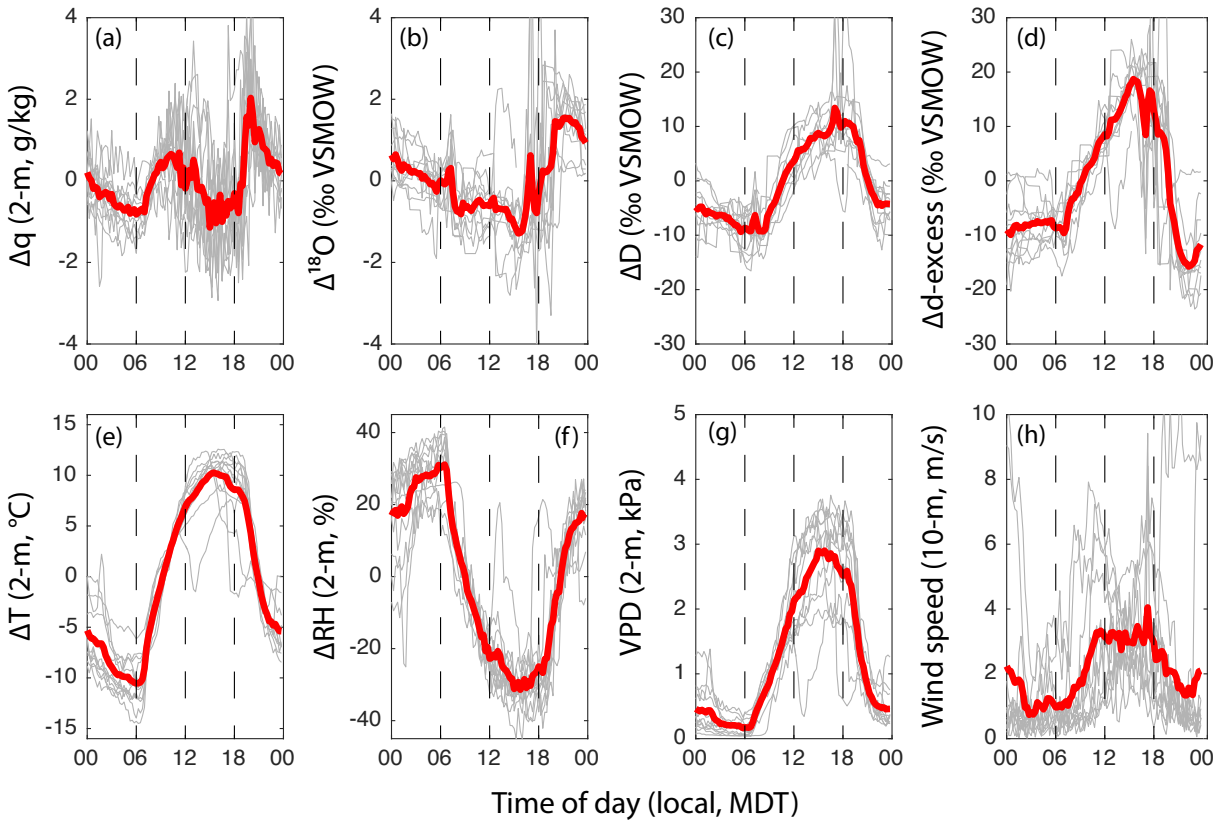 (a)
Δq (2-m, g/kg)
4
2
0
-2
-4
00 06 12 18 00
(b)
Δ¹⁸O (‰ VSMOW)
4
2
0
-2
-4
00 06 12 18 00
(c)
ΔD (‰ VSMOW)
30
20
10
0
-10
-20
-30
00 06 12 18 00
(d)
Δd-excess (‰ VSMOW)
30
20
10
0
-10
-20
-30
00 06 12 18 00
(e)
ΔT (2-m, °C)
15
10
5
0
-5
-10
-15
00 06 12 18 00
(f)
ΔRH (2-m, %)
40
20
0
-20
-40
00 06 12 18 00
(g)
VPD (2-m, kPa)
5
4
3
2
1
0
00 06 12 18 00
(h)
Wind speed (10-m, m/s)
10
8
6
4
2
0
00 06 12 18 00
Time of day (local, MDT)